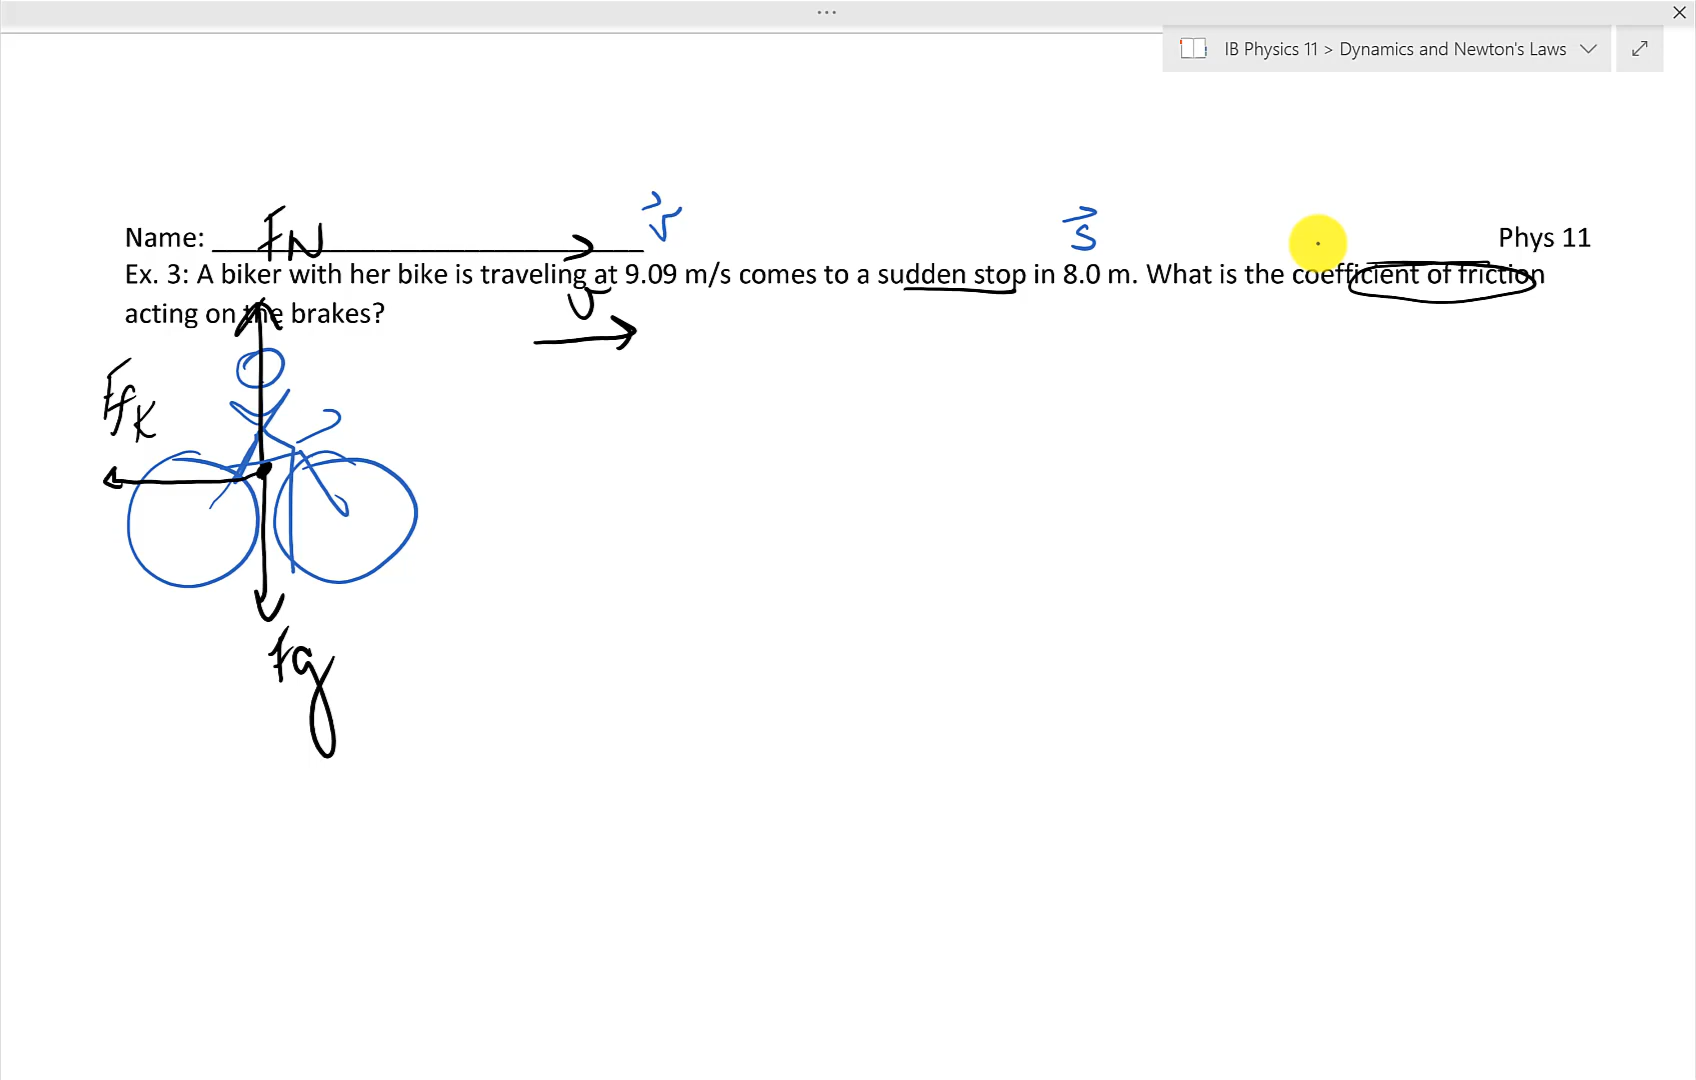 IB Physics 11 > Dynamics and Newton's Laws
v
s
Name: ____________________ FN Phys 11
Ex. 3: A biker with her bike is traveling at 9.09 m/s comes to a sudden stop in 8.0 m. What is the coefficient of friction
acting on the brakes?
v
FfK
Fg